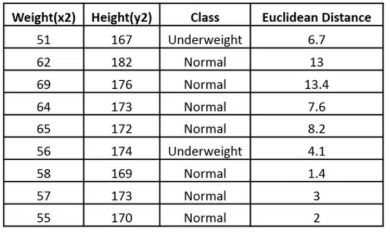 Weight(x2) Height(y2) Class Euclidean Distance
51 167 Underweight 6.7
62 182 Normal 13
69 176 Normal 13.4
64 173 Normal 7.6
65 172 Normal 8.2
56 174 Underweight 4.1
58 169 Normal 1.4
57 173 Normal 3
55 170 Normal 2